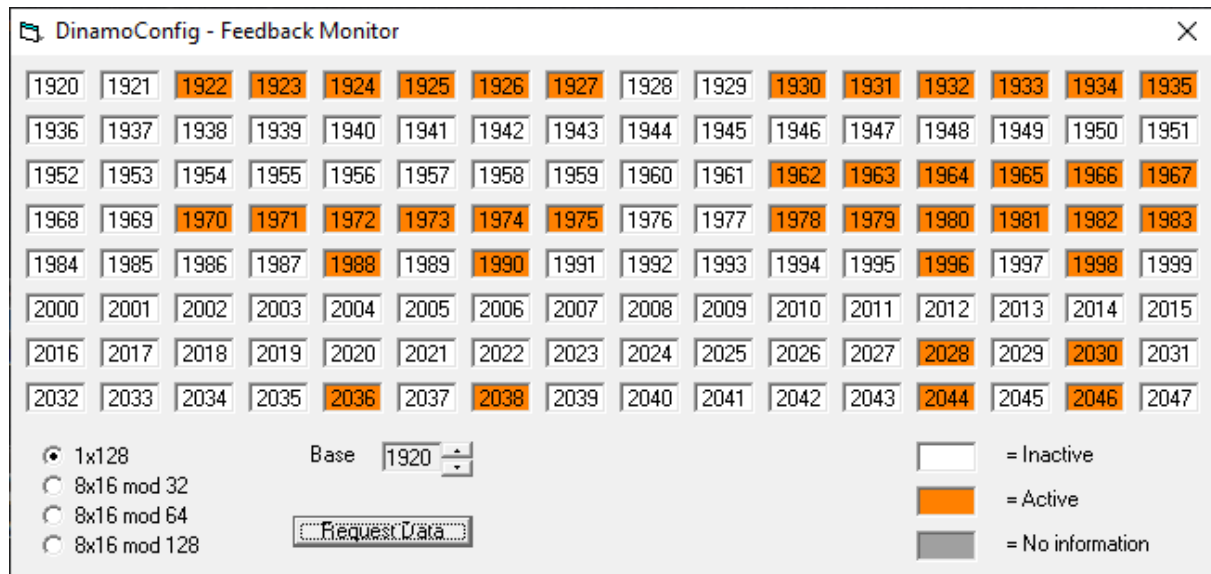 DinamoConfig - Feedback Monitor
1920 1921 1922 1923 1924 1925 1926 1927 1928 1929 1930 1931 1932 1933 1934 1935
1936 1937 1938 1939 1940 1941 1942 1943 1944 1945 1946 1947 1948 1949 1950 1951
1952 1953 1954 1955 1956 1957 1958 1959 1960 1961 1962 1963 1964 1965 1966 1967
1968 1969 1970 1971 1972 1973 1974 1975 1976 1977 1978 1979 1980 1981 1982 1983
1984 1985 1986 1987 1988 1989 1990 1991 1992 1993 1994 1995 1996 1997 1998 1999
2000 2001 2002 2003 2004 2005 2006 2007 2008 2009 2010 2011 2012 2013 2014 2015
2016 2017 2018 2019 2020 2021 2022 2023 2024 2025 2026 2027 2028 2029 2030 2031
2032 2033 2034 2035 2036 2037 2038 2039 2040 2041 2042 2043 2044 2045 2046 2047
1x128 Base 1920 = Inactive
8x16 mod 32
8x16 mod 64 = Active
Request Data
8x16 mod 128 = No information